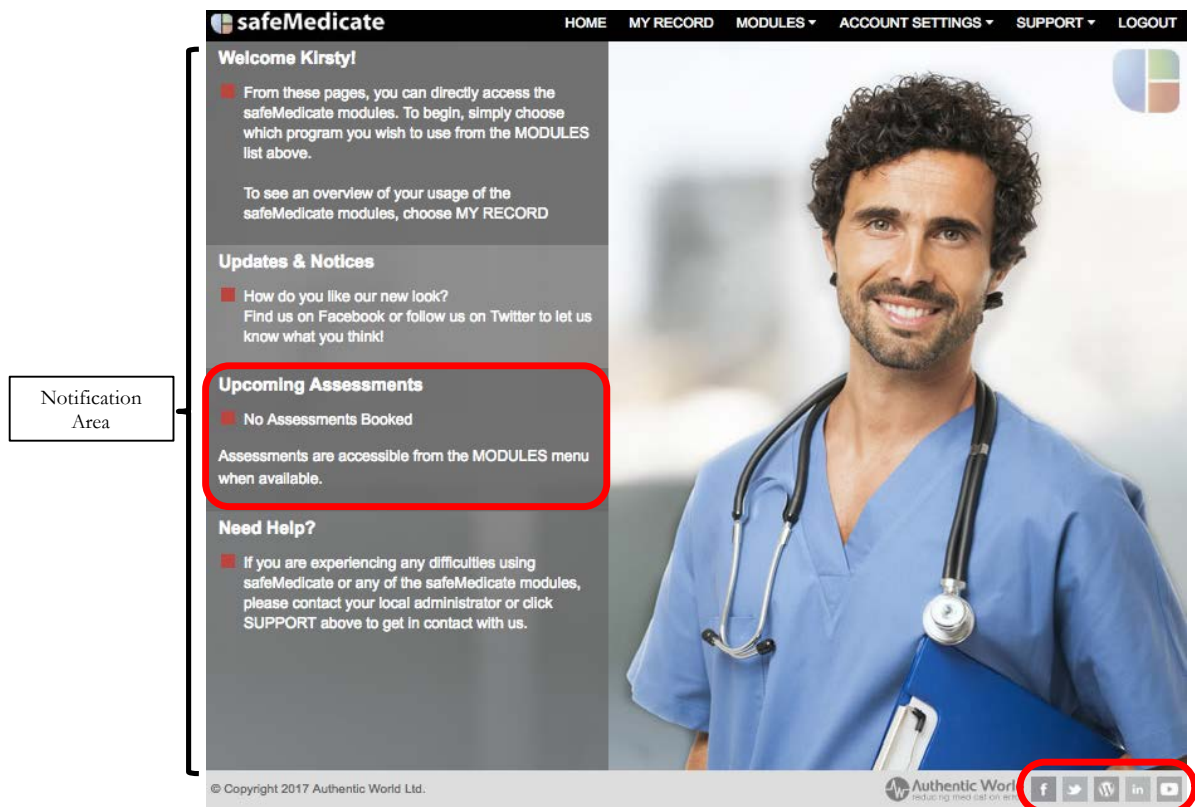 safeMedicate
HOME MY RECORD MODULES ACCOUNT SETTINGS SUPPORT LOGOUT
Welcome Kirsty!
From these pages, you can directly access the
safeMedicate modules. To begin, simply choose
which program you wish to use from the MODULES
list above.
To see an overview of your usage of the
safeMedicate modules, choose MY RECORD
Updates & Notices
How do you like our new look?
Find us on Facebook or follow us on Twitter to let us
know what you think!
Notification
Area
Upcoming Assessments
No Assessments Booked
Assessments are accessible from the MODULES menu
when available.
Need Help?
If you are experiencing any difficulties using
safeMedicate or any of the safeMedicate modules,
please contact your local administrator or click
SUPPORT above to get in contact with us.
© Copyright 2017 Authentic World Ltd.
Authentic Worl
reducing medication err
f in